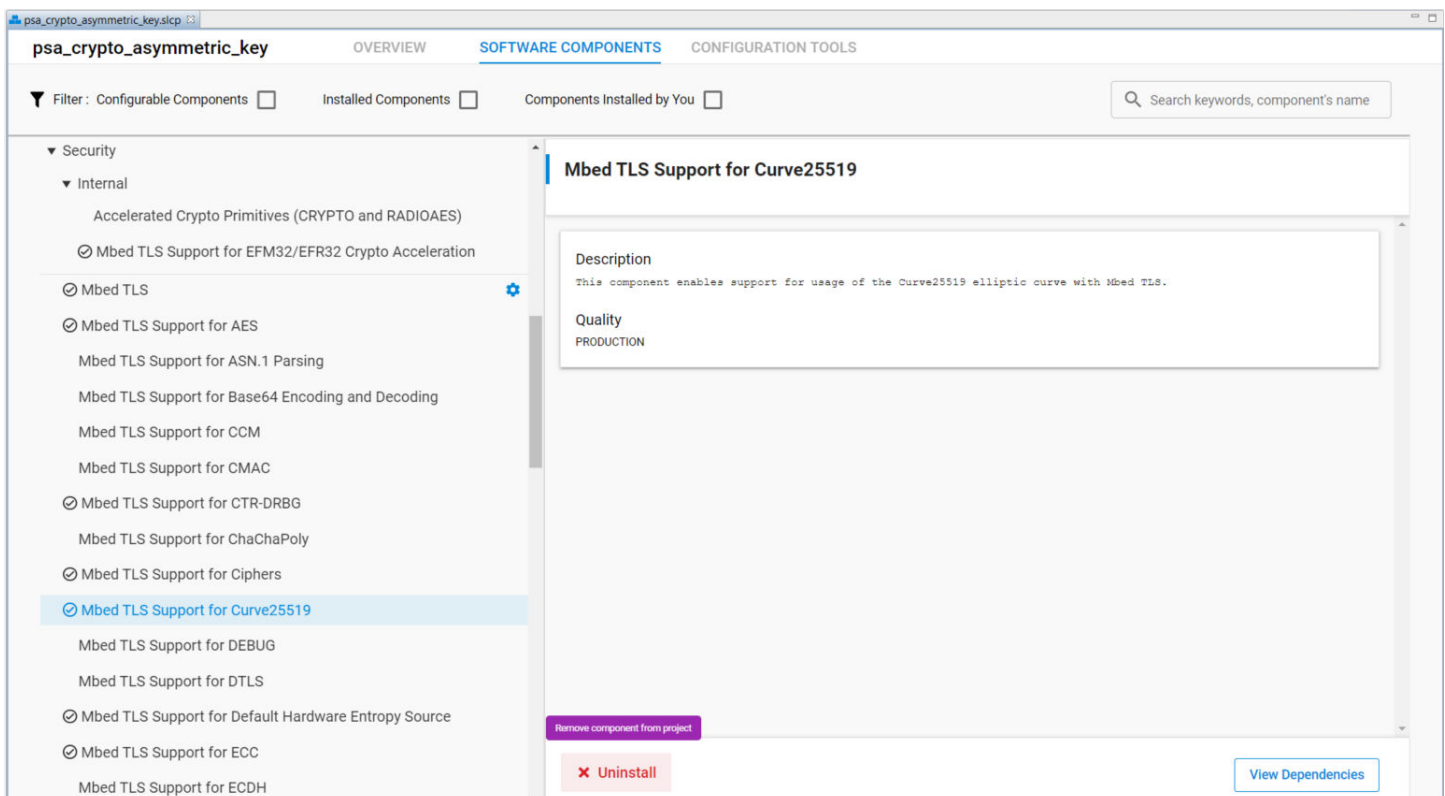 psa_crypto_asymmetric_key.slcp
psa_crypto_asymmetric_key OVERVIEW SOFTWARE COMPONENTS CONFIGURATION TOOLS
Filter : Configurable Components Installed Components Components Installed by You Search keywords, component's name
Security
Internal
Accelerated Crypto Primitives (CRYPTO and RADIOAES)
Mbed TLS Support for EFM32/EFR32 Crypto Acceleration
Mbed TLS
Mbed TLS Support for AES
Mbed TLS Support for ASN.1 Parsing
Mbed TLS Support for Base64 Encoding and Decoding
Mbed TLS Support for CCM
Mbed TLS Support for CMAC
Mbed TLS Support for CTR-DRBG
Mbed TLS Support for ChaChaPoly
Mbed TLS Support for Ciphers
Mbed TLS Support for Curve25519
Mbed TLS Support for DEBUG
Mbed TLS Support for DTLS
Mbed TLS Support for Default Hardware Entropy Source
Mbed TLS Support for ECC
Mbed TLS Support for ECDH
Mbed TLS Support for Curve25519
Description
This component enables support for usage of the Curve25519 elliptic curve with Mbed TLS.
Quality
PRODUCTION
Remove component from project
Uninstall
View Dependencies